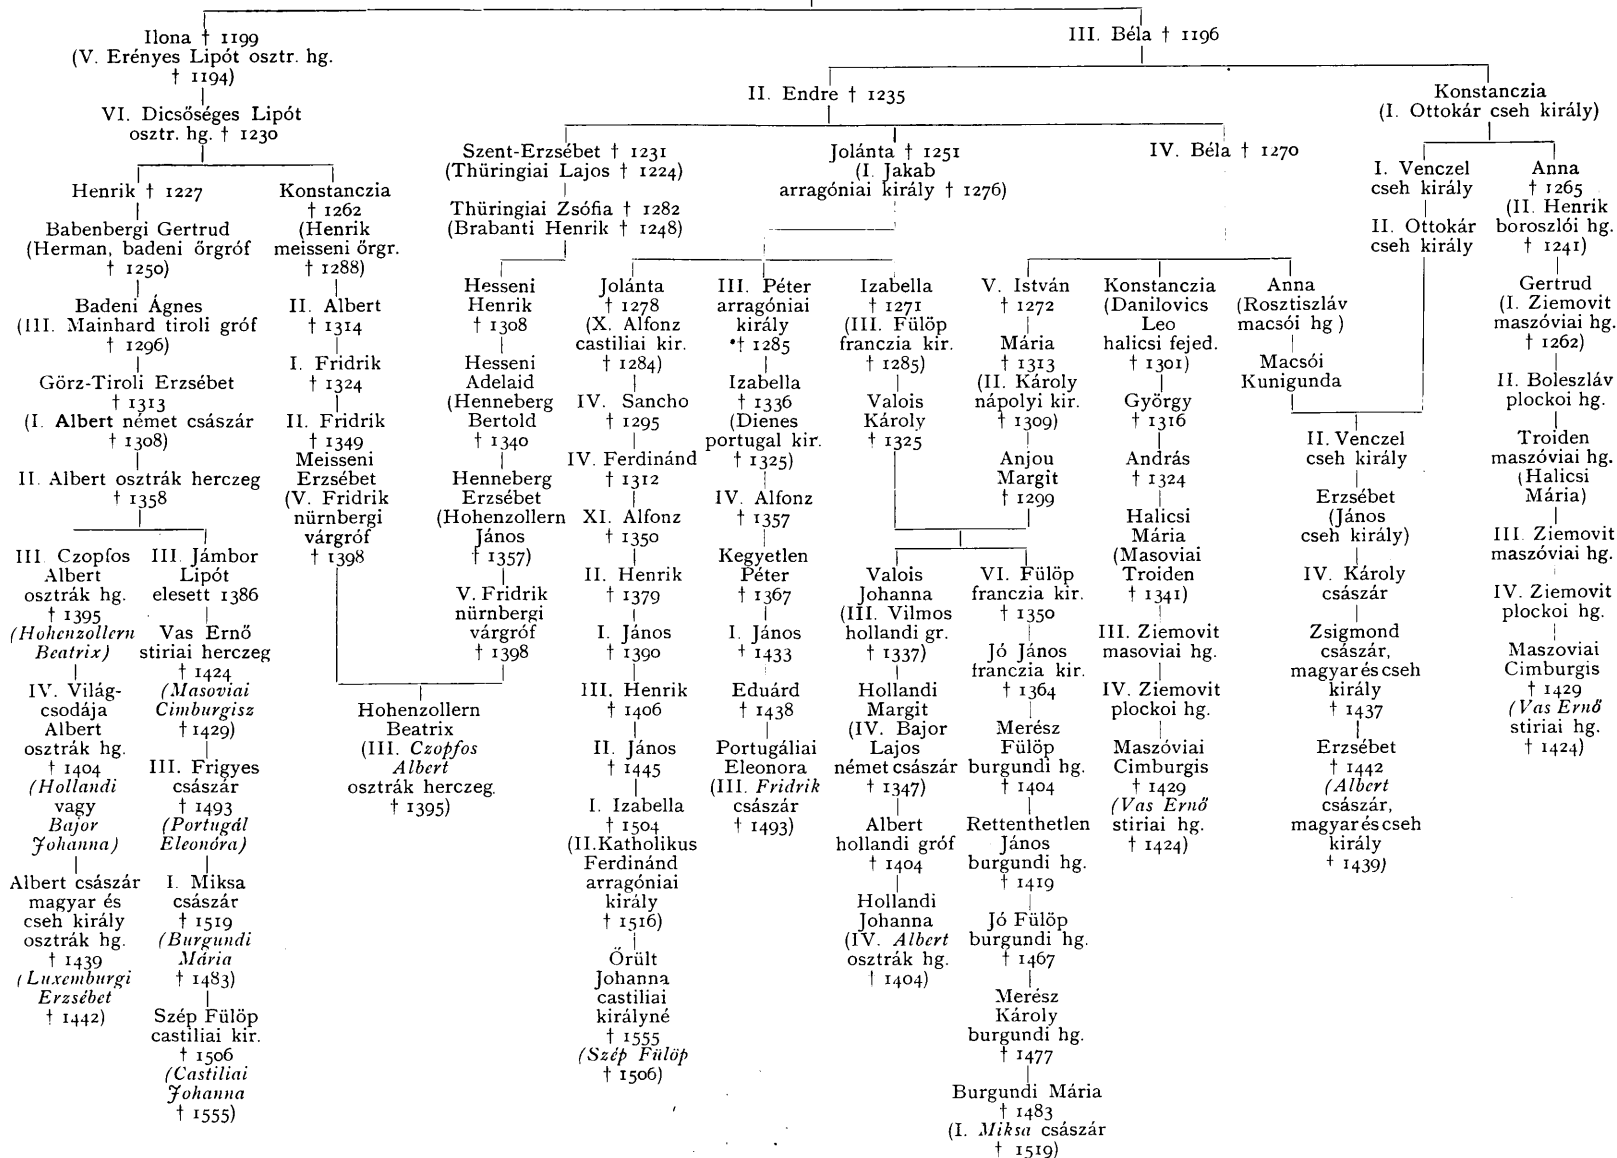 Ilona † 1199
(V. Erényes Lipót osztr. hg.
† 1194)
VI. Dicsőséges Lipót
osztr. hg. † 1230
Henrik † 1227
Babenbergi Gertrud
(Herman, badeni őrgróf
† 1250)
Badeni Ágnes
(III. Mainhard tiroli gróf
† 1296)
Görz-Tiroli Erzsébet
† 1313
(I. Albert német császár
† 1308)
II. Albert osztrák herczeg
† 1358
III. Czopfos
Albert
osztrák hg.
† 1395
(Hohenzollern
Beatrix)
IV. Világ-
csodája
Albert
osztrák hg.
† 1404
(Hollandi
vagy
Bajor
Johanna)
Albert császár
magyar és
cseh király
osztrák hg.
† 1439
(Luxemburgi
Erzsébet
† 1442)
III. Jámbor
Lipót
elesett 1386
Vas Ernő
stiriai herczeg
† 1424
(Masoviai
Cimburgisz
† 1429)
III. Frigyes
császár
† 1493
(Portugál
Eleonóra)
I. Miksa
császár
† 1519
(Burgundi
Mária
† 1483)
Szép Fülöp
castiliai kir.
† 1506
(Castiliai
Johanna
† 1555)
Konstanczia
† 1262
(Henrik
meisseni őrgr.
† 1288)
II. Albert
† 1314
I. Fridrik
† 1324
II. Fridrik
† 1349
Meisseni
Erzsébet
(V. Fridrik
nürnbergi
várgróf
† 1398
Hohenzollern
Beatrix
(III. Czopfos
Albert
osztrák herczeg
† 1395)
III. Béla † 1196
II. Endre † 1235
Szent-Erzsébet † 1231
(Thüringiai Lajos † 1224)
Thüringiai Zsófia † 1282
(Brabanti Henrik † 1248)
Hesseni
Henrik
† 1308
Hesseni
Adelaid
(Henneberg
Bertold
† 1340
Henneberg
Erzsébet
(Hohenzollern
János
† 1357)
V. Fridrik
nürnbergi
várgróf
† 1398
Jolánta † 1251
(I. Jakab
arragóniai király † 1276)
Jolánta
† 1278
(X. Alfonz
castiliai kir.
† 1284)
IV. Sancho
† 1295
IV. Ferdinánd
† 1312
XI. Alfonz
† 1350
II. Henrik
† 1379
I. János
† 1390
III. Henrik
† 1406
II. János
† 1445
I. Izabella
† 1504
(II.Katholikus
Ferdinánd
arragóniai
király
† 1516)
Őrült
Johanna
castiliai
királyné
† 1555
(Szép Fülöp
† 1506)
III. Péter
arragóniai
király
† 1285
Izabella
† 1336
(Dienes
portugal kir.
† 1325)
IV. Alfonz
† 1357
Kegyetlen
Péter
† 1367
I. János
† 1433
Eduárd
† 1438
Portugáliai
Eleonora
(III. Fridrik
császár
† 1493)
Izabella
† 1271
(III. Fülöp
franczia kir.
† 1285)
Valois
Károly
† 1325
Valois
Johanna
(III. Vilmos
hollandi gr.
† 1337)
Hollandi
Margit
(IV. Bajor
Lajos
német császár
† 1347)
Albert
hollandi gróf
† 1404
Hollandi
Johanna
(IV. Albert
osztrák hg.
† 1404)
IV. Béla † 1270
V. István
† 1272
Mária
† 1313
(II. Károly
nápolyi kir.
† 1309)
Anjou
Margit
† 1299
VI. Fülöp
franczia kir.
† 1350
Jó János
franczia kir.
† 1364
Merész
Fülöp
burgundi hg.
† 1404
Rettenthetlen
János
burgundi hg.
† 1419
Jó Fülöp
burgundi hg.
† 1467
Merész
Károly
burgundi hg.
† 1477
Burgundi Mária
† 1483
(I. Miksa császár
† 1519)
Konstanczia
(Danilovics
Leo
halicsi fejed.
† 1301)
György
† 1316
András
† 1324
Halicsi
Mária
(Masoviai
Troiden
† 1341)
III. Ziemovit
masoviai hg.
IV. Ziemovit
plockoi hg.
Maszóviai
Cimburgis
† 1429
(Vas Ernő
stiriai hg.
† 1424)
Anna
(Rosztiszláv
macsói hg)
Macsói
Kunigunda
Konstanczia
(I. Ottokár cseh király)
I. Venczel
cseh király
II. Ottokár
cseh király
II. Venczel
cseh király
Erzsébet
(János
cseh király)
IV. Károly
császár
Zsigmond
császár,
magyar és cseh
király
† 1437
Erzsébet
† 1442
(Albert
császár,
magyar és cseh
király
† 1439)
Anna
† 1265
(II. Henrik
boroszlói hg.
† 1241)
Gertrud
(I. Ziemovit
maszóviai hg.
† 1262)
II. Boleszláv
plockoi hg.
Troiden
maszóviai hg.
(Halicsi
Mária)
III. Ziemovit
maszóviai hg.
IV. Ziemovit
plockoi hg.
Maszoviai
Cimburgis
† 1429
(Vas Ernő
stiriai hg.
† 1424)